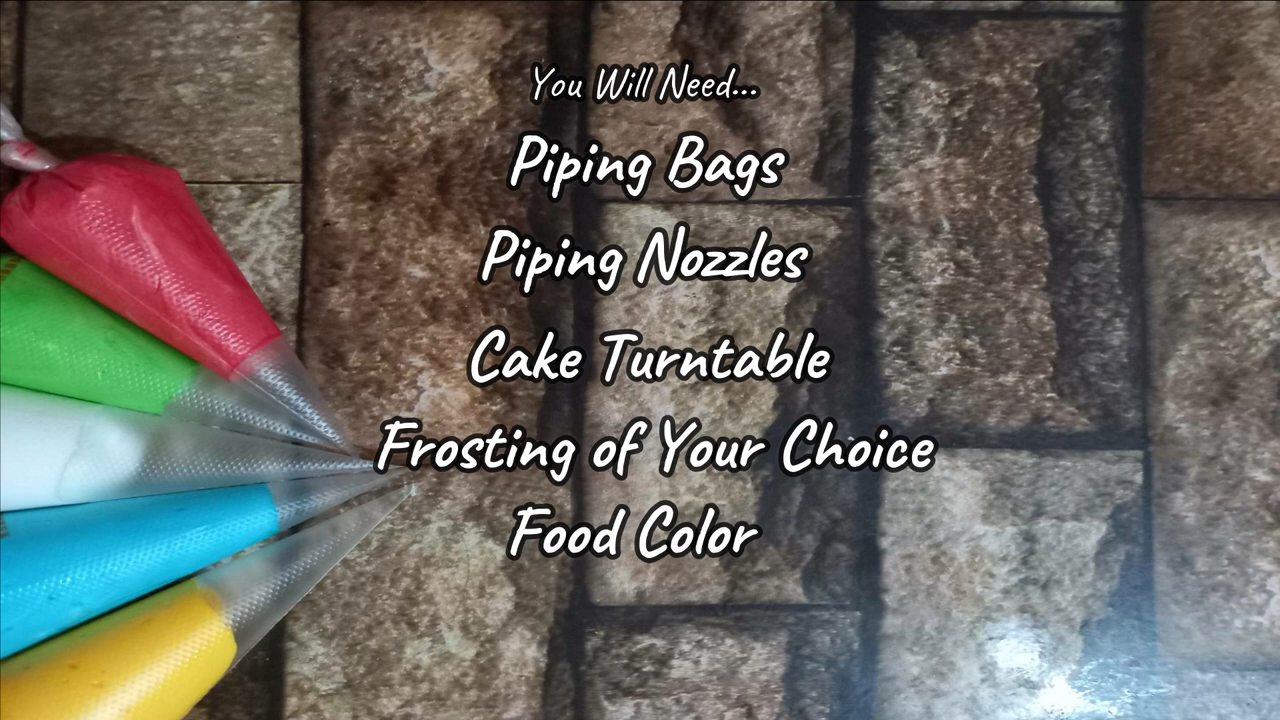 You Will Need...
Piping Bags
Piping Nozzles
Cake Turntable
Frosting of Your Choice
Food Color